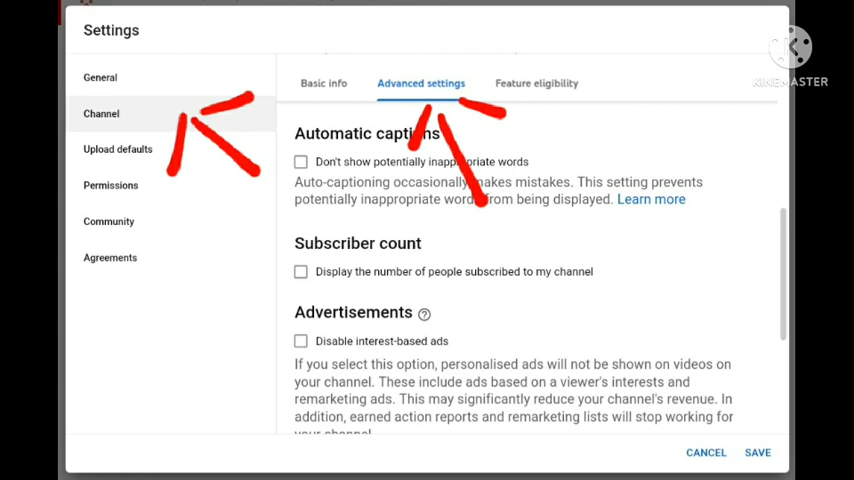 Settings
General
Channel
Upload defaults
Permissions
Community
Agreements
Basic info
Advanced settings
Feature eligibility
Automatic captions
Don't show potentially inappropriate words
Auto-captioning occasionally makes mistakes. This setting prevents
potentially inappropriate words from being displayed. Learn more
Subscriber count
Display the number of people subscribed to my channel
Advertisements
Disable interest-based ads
If you select this option, personalised ads will not be shown on videos on
your channel. These include ads based on a viewer's interests and
remarketing ads. This may significantly reduce your channel's revenue. In
addition, earned action reports and remarketing lists will stop working for
your channel.
CANCEL
SAVE
KINEMASTER